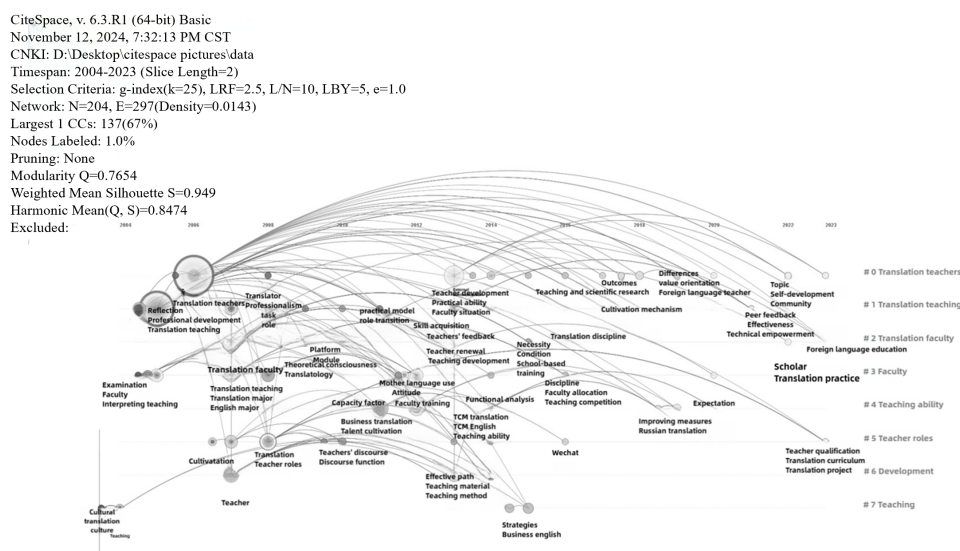 CiteSpace, v. 6.3.R1 (64-bit) Basic
November 12, 2024, 7:32:13 PM CST
CNKI: D:\Desktop\citespace pictures\data
Timespan: 2004-2023 (Slice Length=2)
Selection Criteria: g-index(k=25), LRF=2.5, L/N=10, LBY=5, e=1.0
Network: N=204, E=297(Density=0.0143)
Largest 1 CCs: 137(67%)
Nodes Labeled: 1.0%
Pruning: None
Modularity Q=0.7654
Weighted Mean Silhouette S=0.949
Harmonic Mean(Q, S)=0.8474
Excluded:
2004 2006 2008 2010 2012 2014 2016 2018 2020 2022 2023
# 0 Translation teachers
# 1 Translation teaching
# 2 Translation faculty
# 3 Faculty
# 4 Teaching ability
# 5 Teacher roles
# 6 Development
# 7 Teaching
Translation teachers
Reflection
Professional development
Translation teaching
Translator
Professionalism
task
role
practical model
role transition
Teacher development
Practical ability
Faculty situation
Skill acquisition
Teachers' feedback
Outcomes
Teaching and scientific research
Differences
value orientation
Foreign language teacher
Cultivation mechanism
Topic
Self-development
Community
Peer feedback
Effectiveness
Technical empowerment
Foreign language education
Translation discipline
Necessity
Condition
School-based
training
Teacher renewal
Teaching development
Platform
Module
Theoretical consciousness
Translatology
Translation faculty
Translation teaching
Translation major
English major
Examination
Faculty
Interpreting teaching
Mother language use
Attitude
Faculty training
Capacity factor
Business translation
Talent cultivation
Functional analysis
Discipline
Faculty allocation
Teaching competition
Scholar
Translation practice
TCM translation
TCM English
Teaching ability
Expectation
Improving measures
Russian translation
Wechat
Teachers' discourse
Discourse function
Translation
Teacher roles
Cultivatation
Teacher
Effective path
Teaching material
Teaching method
Teacher qualification
Translation curriculum
Translation project
Cultural
translation
culture
Teaching
Strategies
Business english